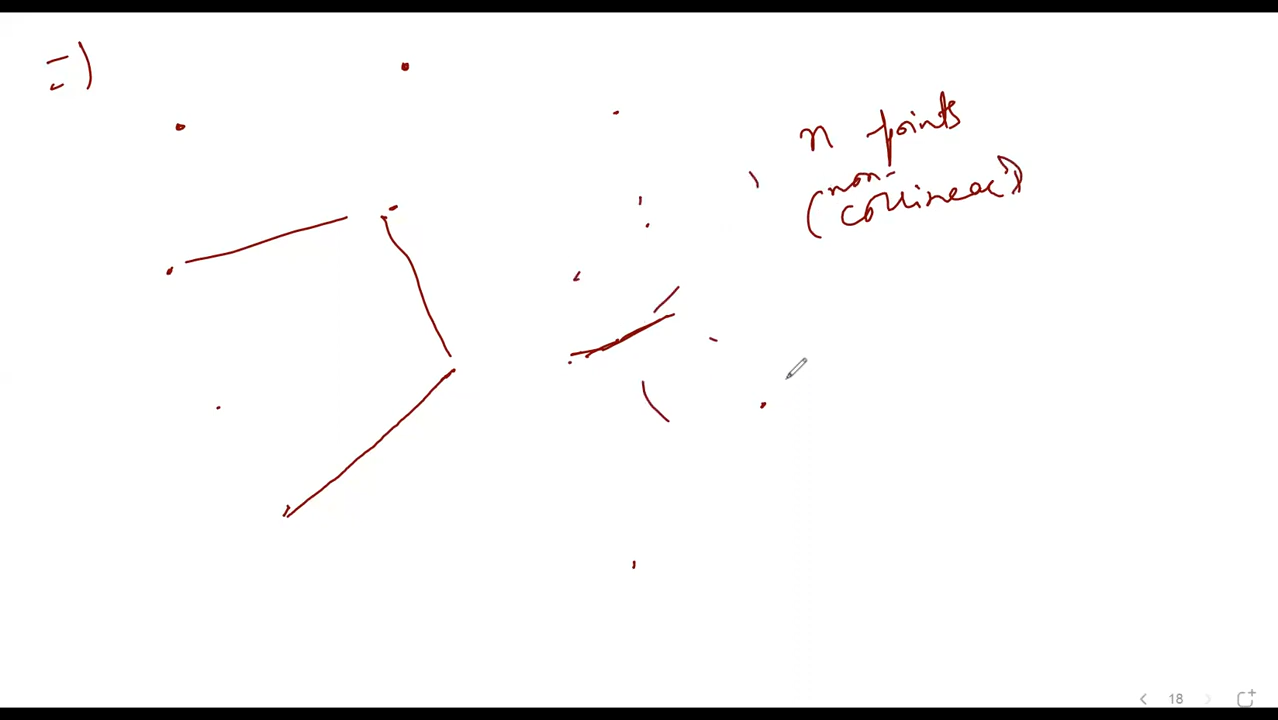 =)
n points
(non-
collinear)
18